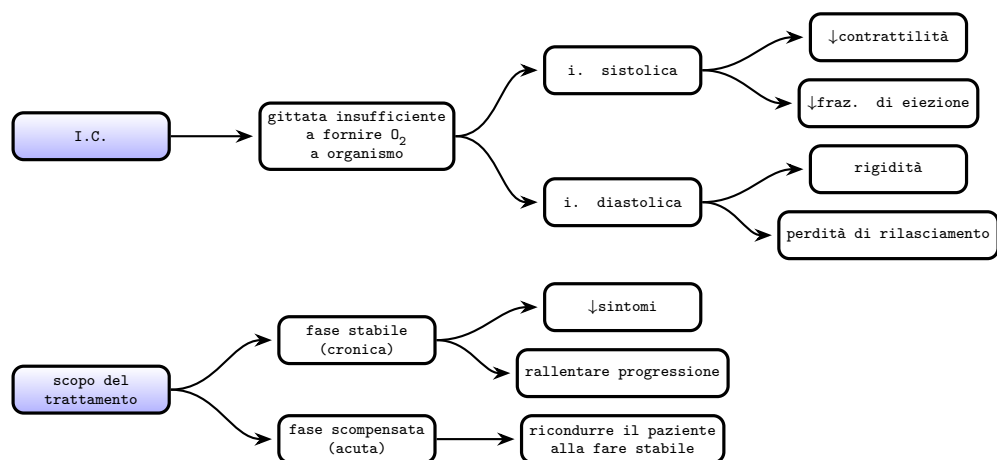 I.C.
gittata insufficiente
a fornire O₂
a organismo
i. sistolica
↓contrattilità
↓fraz. di eiezione
i. diastolica
rigidità
perdità di rilasciamento
scopo del
trattamento
fase stabile
(cronica)
↓sintomi
rallentare progressione
fase scompensata
(acuta)
ricondurre il paziente
alla fare stabile